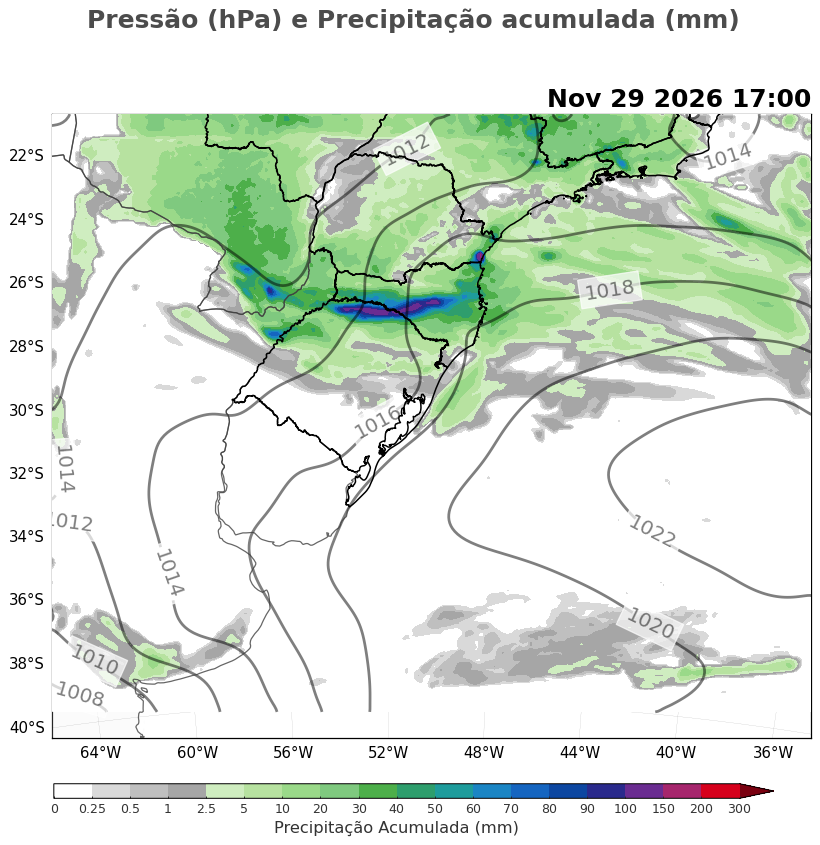 Pressão (hPa) e Precipitação acumulada (mm)
Nov 29 2026 17:00
22°S
24°S
26°S
28°S
30°S
32°S
34°S
36°S
38°S
40°S
1012
1014
1018
1016
1014
1012
1014
1022
1020
1010
1008
64°W 60°W 56°W 52°W 48°W 44°W 40°W 36°W
0 0.25 0.5 1 2.5 5 10 20 30 40 50 60 70 80 90 100 150 200 300
Precipitação Acumulada (mm)